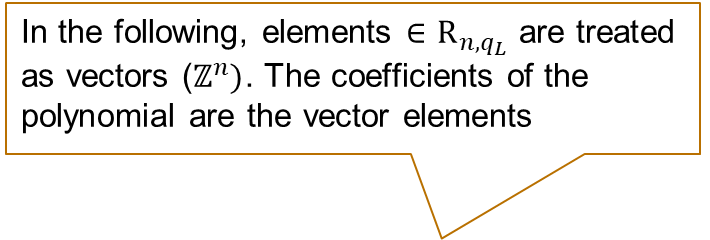 In the following, elements ∈ R_{n,q_L} are treated
as vectors (ℤⁿ). The coefficients of the
polynomial are the vector elements